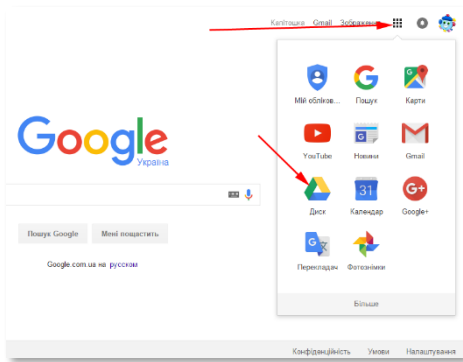 Капітошка Gmail Зображення
Google
Україна
Пошук Google Мені пощастить
Google.com.ua на русском
Мій обліков... Пошук Карти
YouTube Новини Gmail
31
G+
Диск Календар Google+
Перекладач Фотознімки
Більше
Конфіденційність Умови Налаштування